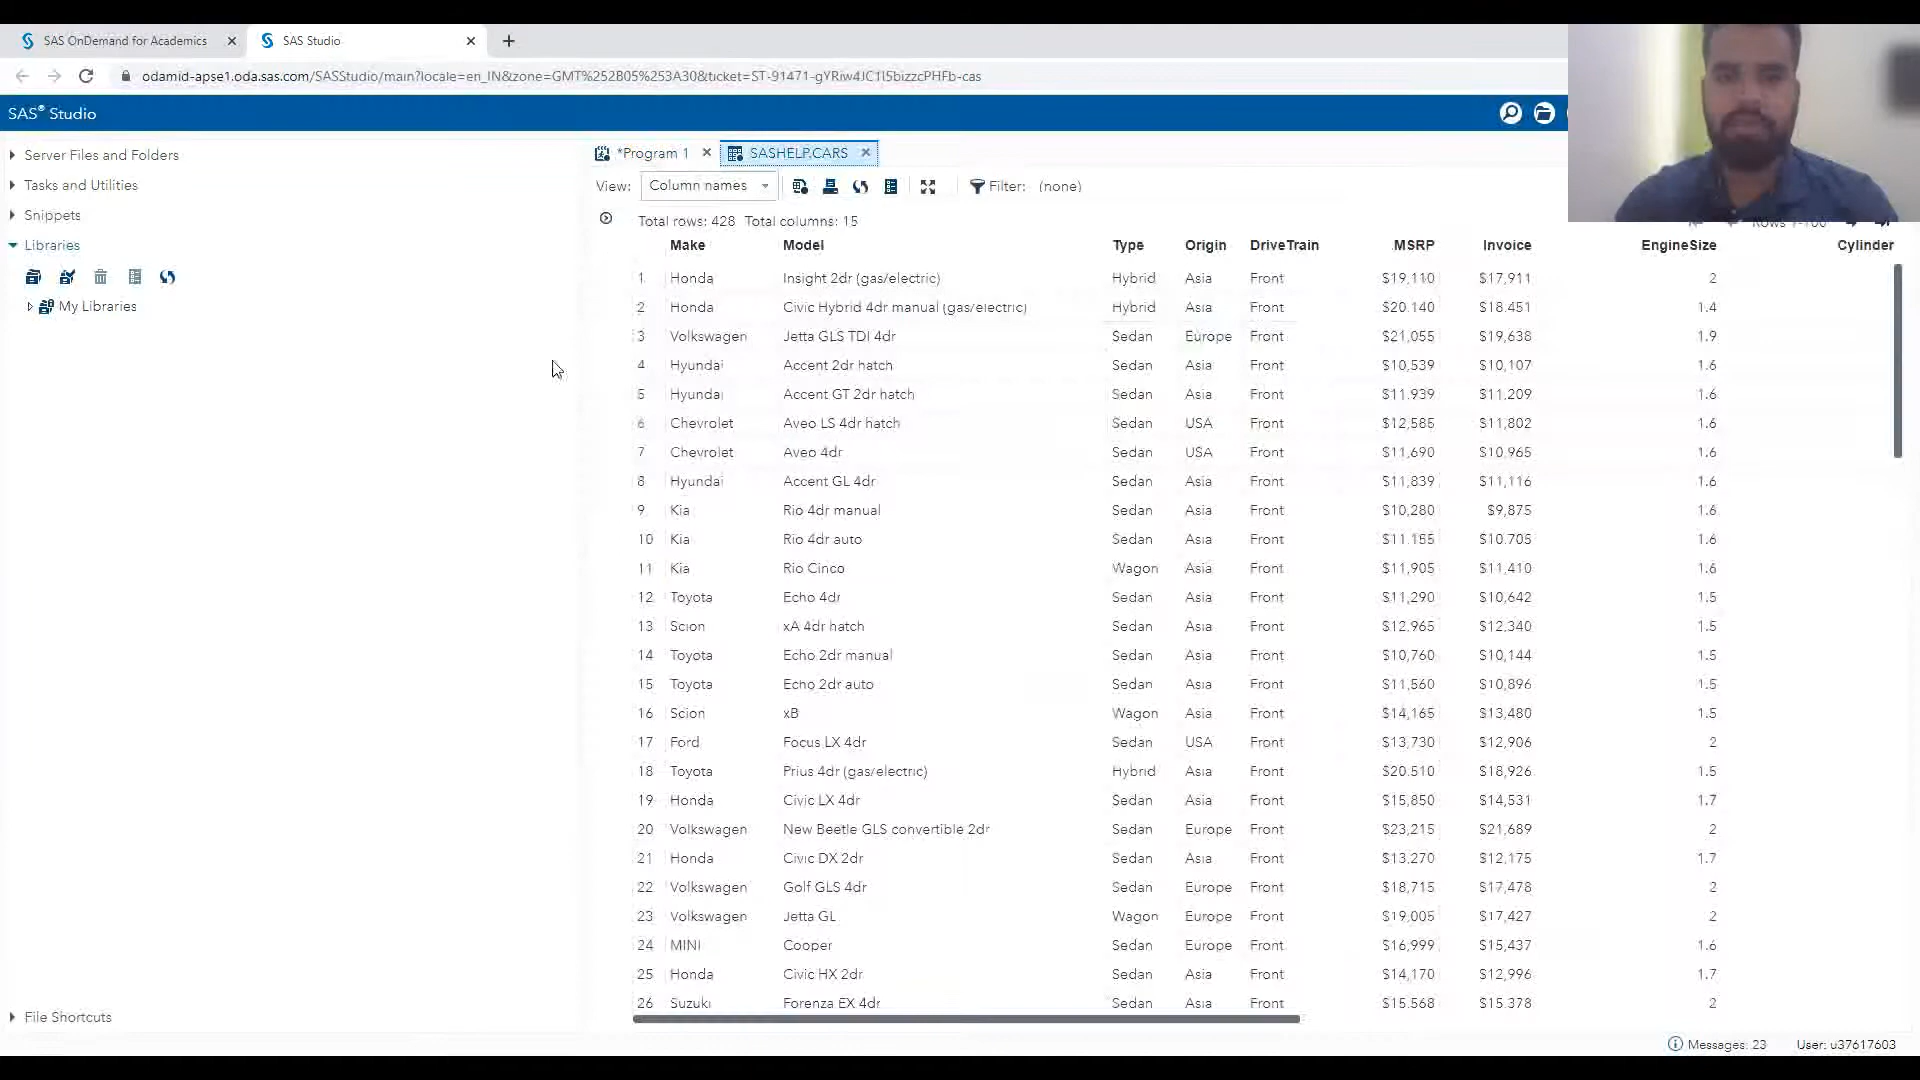 SAS OnDemand for Academics
SAS Studio
odamid-apse1.oda.sas.com/SASStudio/main?locale=en_IN&zone=GMT%252B05%253A30&ticket=ST-91471-gYRiw4JC1I5bizzcPHFb-cas
SAS® Studio
Server Files and Folders
Tasks and Utilities
Snippets
Libraries
My Libraries
File Shortcuts
*Program 1 SASHELP.CARS
View: Column names Filter: (none)
Total rows: 428 Total columns: 15 Rows 1-100
Make Model Type Origin DriveTrain MSRP Invoice EngineSize Cylinder
1 Honda Insight 2dr (gas/electric) Hybrid Asia Front $19,110 $17,911 2
2 Honda Civic Hybrid 4dr manual (gas/electric) Hybrid Asia Front $20,140 $18,451 1.4
3 Volkswagen Jetta GLS TDI 4dr Sedan Europe Front $21,055 $19,638 1.9
4 Hyundai Accent 2dr hatch Sedan Asia Front $10,539 $10,107 1.6
5 Hyundai Accent GT 2dr hatch Sedan Asia Front $11,939 $11,209 1.6
6 Chevrolet Aveo LS 4dr hatch Sedan USA Front $12,585 $11,802 1.6
7 Chevrolet Aveo 4dr Sedan USA Front $11,690 $10,965 1.6
8 Hyundai Accent GL 4dr Sedan Asia Front $11,839 $11,116 1.6
9 Kia Rio 4dr manual Sedan Asia Front $10,280 $9,875 1.6
10 Kia Rio 4dr auto Sedan Asia Front $11,155 $10,705 1.6
11 Kia Rio Cinco Wagon Asia Front $11,905 $11,410 1.6
12 Toyota Echo 4dr Sedan Asia Front $11,290 $10,642 1.5
13 Scion xA 4dr hatch Sedan Asia Front $12,965 $12,340 1.5
14 Toyota Echo 2dr manual Sedan Asia Front $10,760 $10,144 1.5
15 Toyota Echo 2dr auto Sedan Asia Front $11,560 $10,896 1.5
16 Scion xB Wagon Asia Front $14,165 $13,480 1.5
17 Ford Focus LX 4dr Sedan USA Front $13,730 $12,906 2
18 Toyota Prius 4dr (gas/electric) Hybrid Asia Front $20,510 $18,926 1.5
19 Honda Civic LX 4dr Sedan Asia Front $15,850 $14,531 1.7
20 Volkswagen New Beetle GLS convertible 2dr Sedan Europe Front $23,215 $21,689 2
21 Honda Civic DX 2dr Sedan Asia Front $13,270 $12,175 1.7
22 Volkswagen Golf GLS 4dr Sedan Europe Front $18,715 $17,478 2
23 Volkswagen Jetta GL Wagon Europe Front $19,005 $17,427 2
24 MINI Cooper Sedan Europe Front $16,999 $15,437 1.6
25 Honda Civic HX 2dr Sedan Asia Front $14,170 $12,996 1.7
26 Suzuki Forenza EX 4dr Sedan Asia Front $15,568 $15,378 2
Messages: 23 User: u37617603